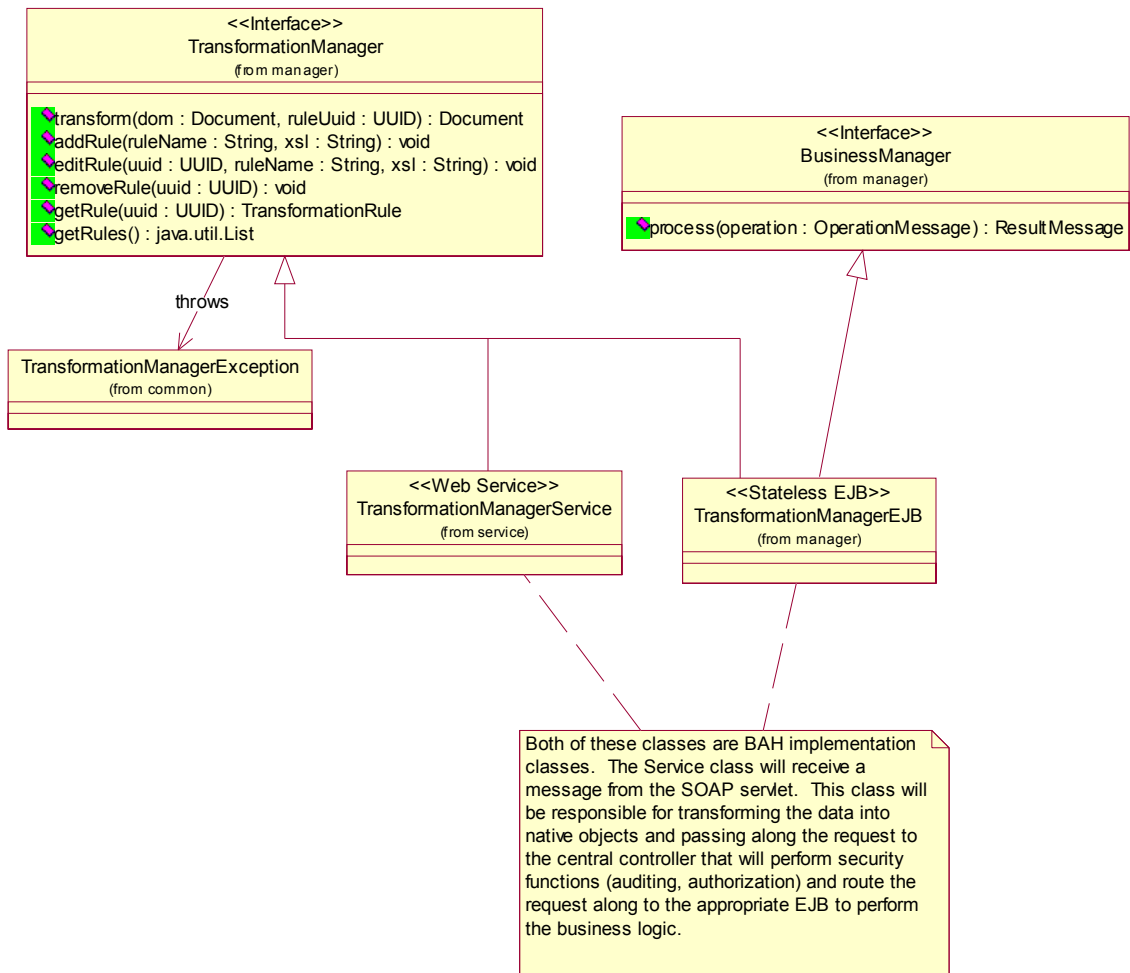 <<Interface>>
TransformationManager
(from manager)
transform(dom : Document, ruleUuid : UUID) : Document
addRule(ruleName : String, xsl : String) : void
editRule(uuid : UUID, ruleName : String, xsl : String) : void
removeRule(uuid : UUID) : void
getRule(uuid : UUID) : TransformationRule
getRules() : java.util.List
<<Interface>>
BusinessManager
(from manager)
process(operation : OperationMessage) : ResultMessage
throws
TransformationManagerException
(from common)
<<Web Service>>
TransformationManagerService
(from service)
<<Stateless EJB>>
TransformationManagerEJB
(from manager)
Both of these classes are BAH implementation
classes.  The Service class will receive a
message from the SOAP servlet.  This class will
be responsible for transforming the data into
native objects and passing along the request to
the central controller that will perform security
functions (auditing, authorization) and route the
request along to the appropriate EJB to perform
the business logic.